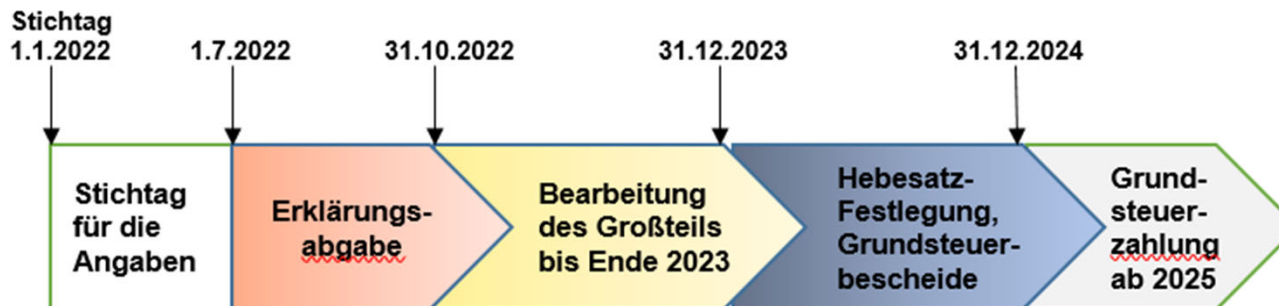 Stichtag
1.1.2022
1.7.2022
31.10.2022
31.12.2023
31.12.2024
Stichtag
für die
Angaben
Erklärungs-
abgabe
Bearbeitung
des Großteils
bis Ende 2023
Hebesatz-
Festlegung,
Grundsteuer-
bescheide
Grund-
steuer-
zahlung
ab 2025